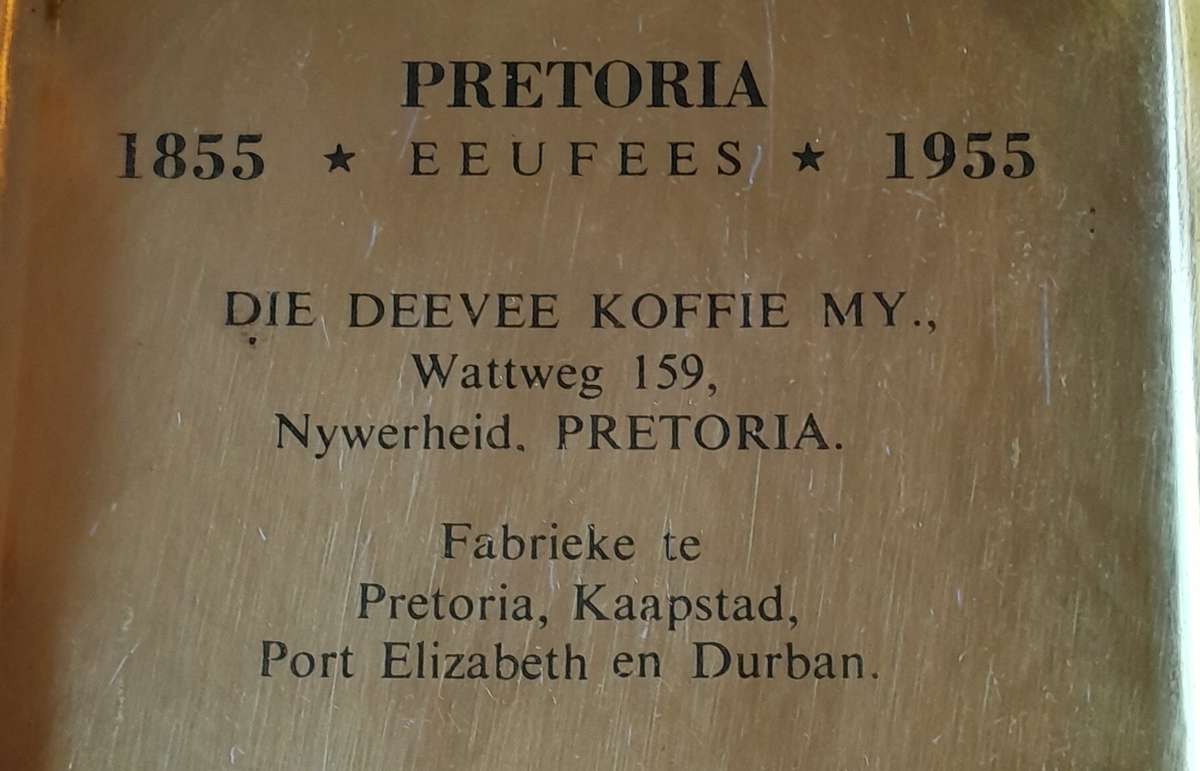 PRETORIA
1855 ★ EEUFEES ★ 1955
DIE DEEVEE KOFFIE MY.,
Wattweg 159,
Nywerheid, PRETORIA.
Fabrieke te
Pretoria, Kaapstad,
Port Elizabeth en Durban.